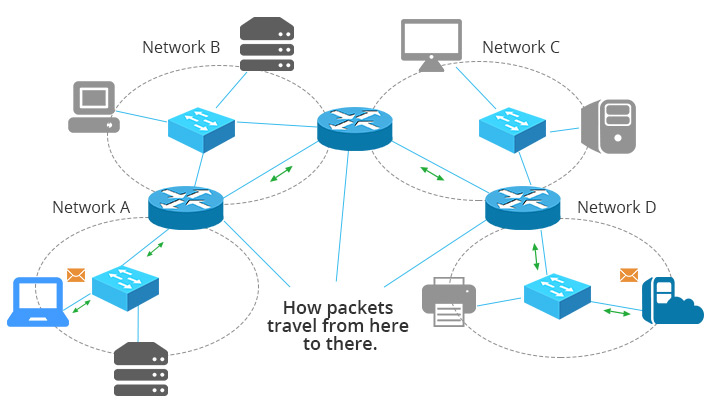 Network B
Network C
Network A
Network D
How packets
travel from here
to there.